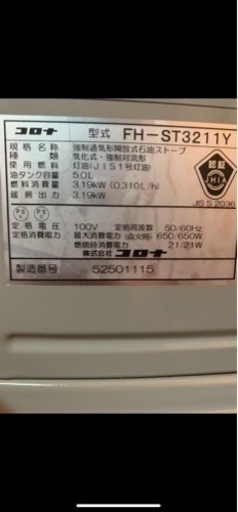 コロナ 型式 FH-ST3211Y
規格名称 強制通気形開放式石油ストーブ
種類 気化式・強制対流形
使用燃料 灯油(JIS1号灯油)
油タンク容量 5.0L
燃料消費量 3.19kW(0.310L/h)
暖房出力 3.19kW
認証
JHIA
JIS S 2036
PS
PS
定格電圧 100V 定格周波数 50/60Hz
定格消費電力 最大消費電力(点火時)650/650W
燃焼時消費電力 21/21W
株式会社コロナ
製造番号 52501115